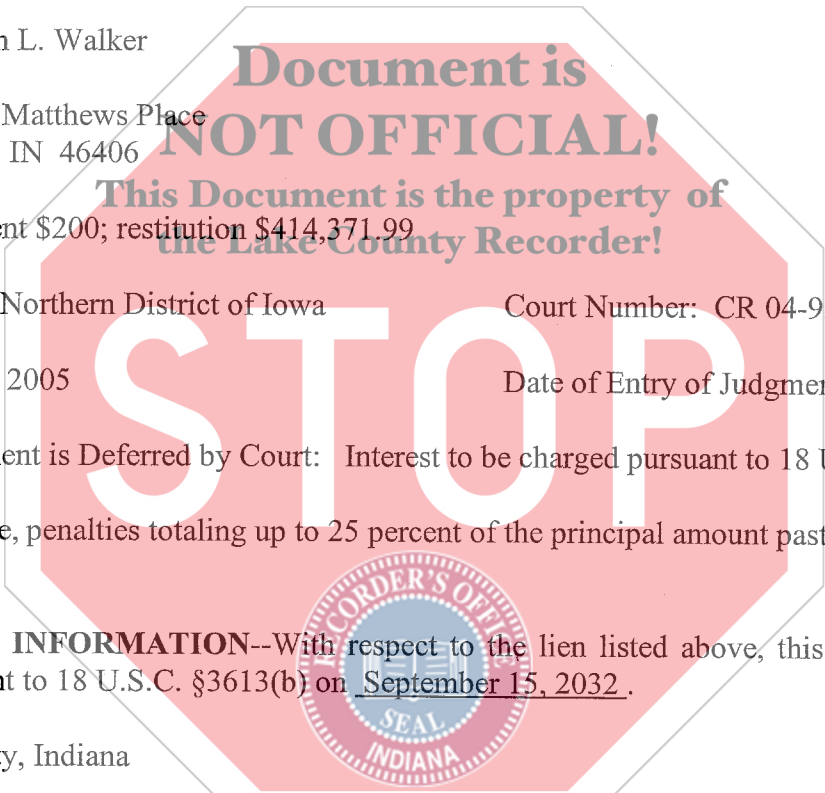 n L. Walker
Document is
Matthews Place
NOT OFFICIAL!
IN 46406
This Document is the property of
ent $200; restitution $414,371.99
the Lake County Recorder!
Northern District of Iowa Court Number: CR 04-9
2005 Date of Entry of Judgmen
ent is Deferred by Court: Interest to be charged pursuant to 18 U
e, penalties totaling up to 25 percent of the principal amount past
STOP
INFORMATION--With respect to the lien listed above, this
nt to 18 U.S.C. §3613(b) on September 15, 2032 .
ty, Indiana
RECORDER'S OFFICE
SEAL
INDIANA